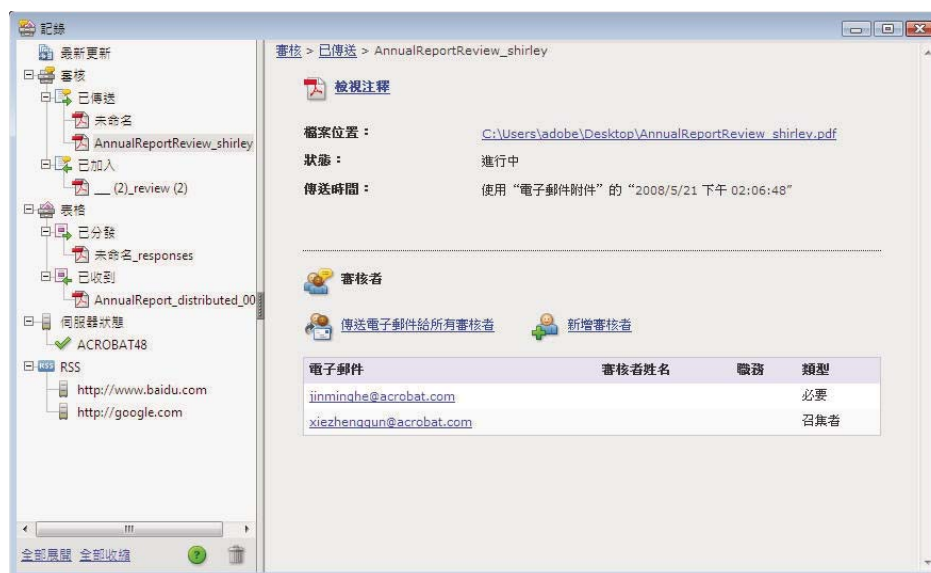 記錄
最新更新
審核
已傳送
未命名
AnnualReportReview_shirley
已加入
__ (2)_review (2)
表格
已分發
未命名_responses
已收到
AnnualReport_distributed_00
伺服器狀態
ACROBAT48
RSS
http://www.baidu.com
http://google.com
全部展開 全部收縮
審核 > 已傳送 > AnnualReportReview_shirley
檢視注釋
檔案位置： C:\Users\adobe\Desktop\AnnualReportReview_shirley.pdf
狀態： 進行中
傳送時間： 使用“電子郵件附件”的“2008/5/21 下午 02:06:48”
審核者
傳送電子郵件給所有審核者 新增審核者
電子郵件 審核者姓名 職務 類型
jinminghe@acrobat.com 必要
xiezhengqun@acrobat.com 召集者